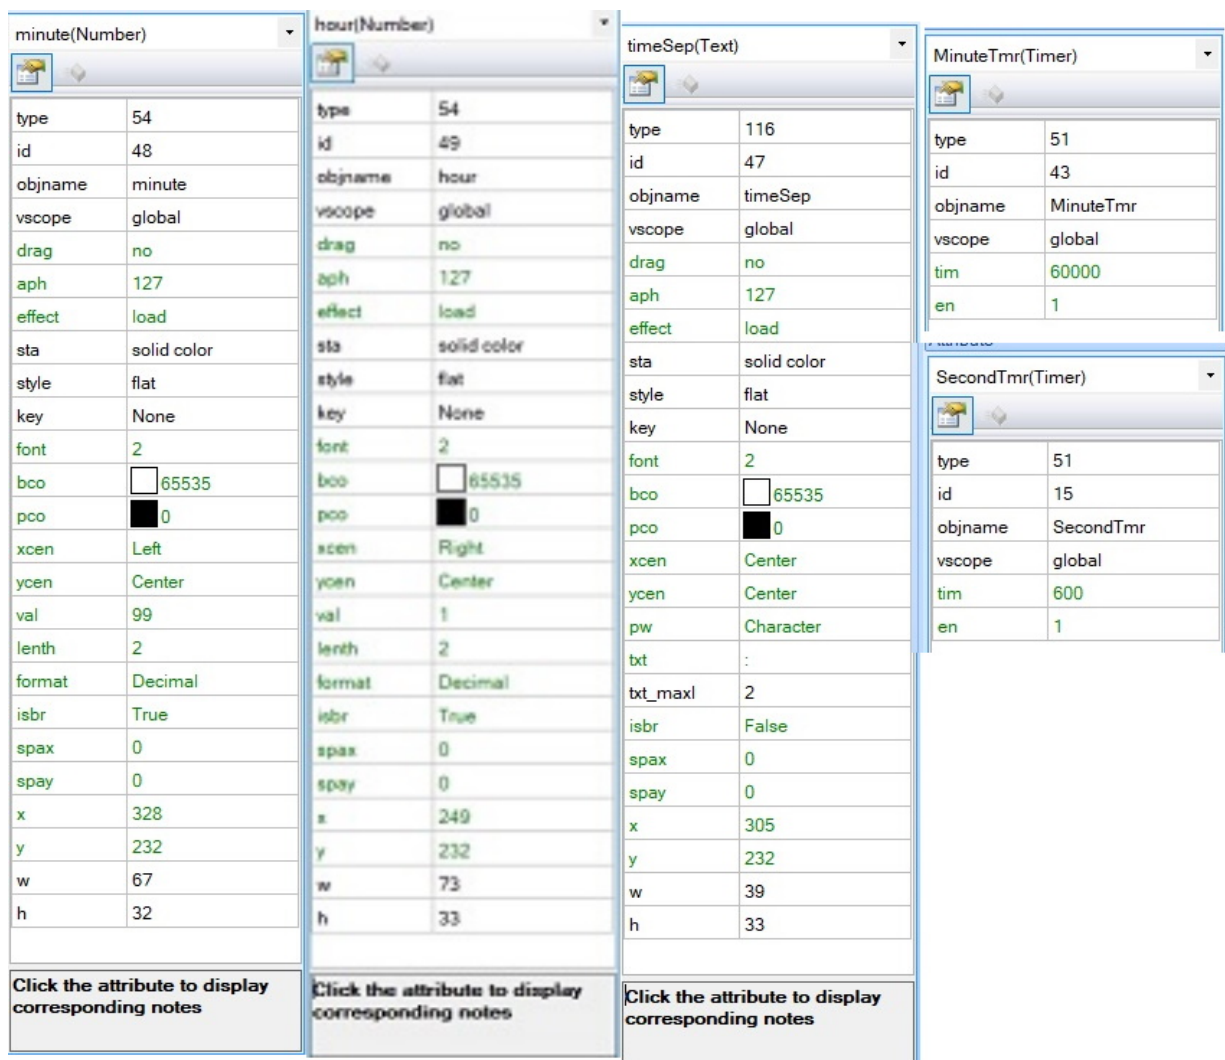 minute(Number)
type 54
id 48
objname minute
vscope global
drag no
aph 127
effect load
sta solid color
style flat
key None
font 2
bco 65535
pco 0
xcen Left
ycen Center
val 99
lenth 2
format Decimal
isbr True
spax 0
spay 0
x 328
y 232
w 67
h 32
Click the attribute to display
corresponding notes
hour(Number)
type 54
id 49
objname hour
vscope global
drag no
aph 127
effect load
sta solid color
style flat
key None
font 2
bco 65535
pco 0
xcen Right
ycen Center
val 1
lenth 2
format Decimal
isbr True
spax 0
spay 0
x 249
y 232
w 73
h 33
Click the attribute to display
corresponding notes
timeSep(Text)
type 116
id 47
objname timeSep
vscope global
drag no
aph 127
effect load
sta solid color
style flat
key None
font 2
bco 65535
pco 0
xcen Center
ycen Center
pw Character
txt :
txt_maxl 2
isbr False
spax 0
spay 0
x 305
y 232
w 39
h 33
Click the attribute to display
corresponding notes
MinuteTmr(Timer)
type 51
id 43
objname MinuteTmr
vscope global
tim 60000
en 1
SecondTmr(Timer)
type 51
id 15
objname SecondTmr
vscope global
tim 600
en 1